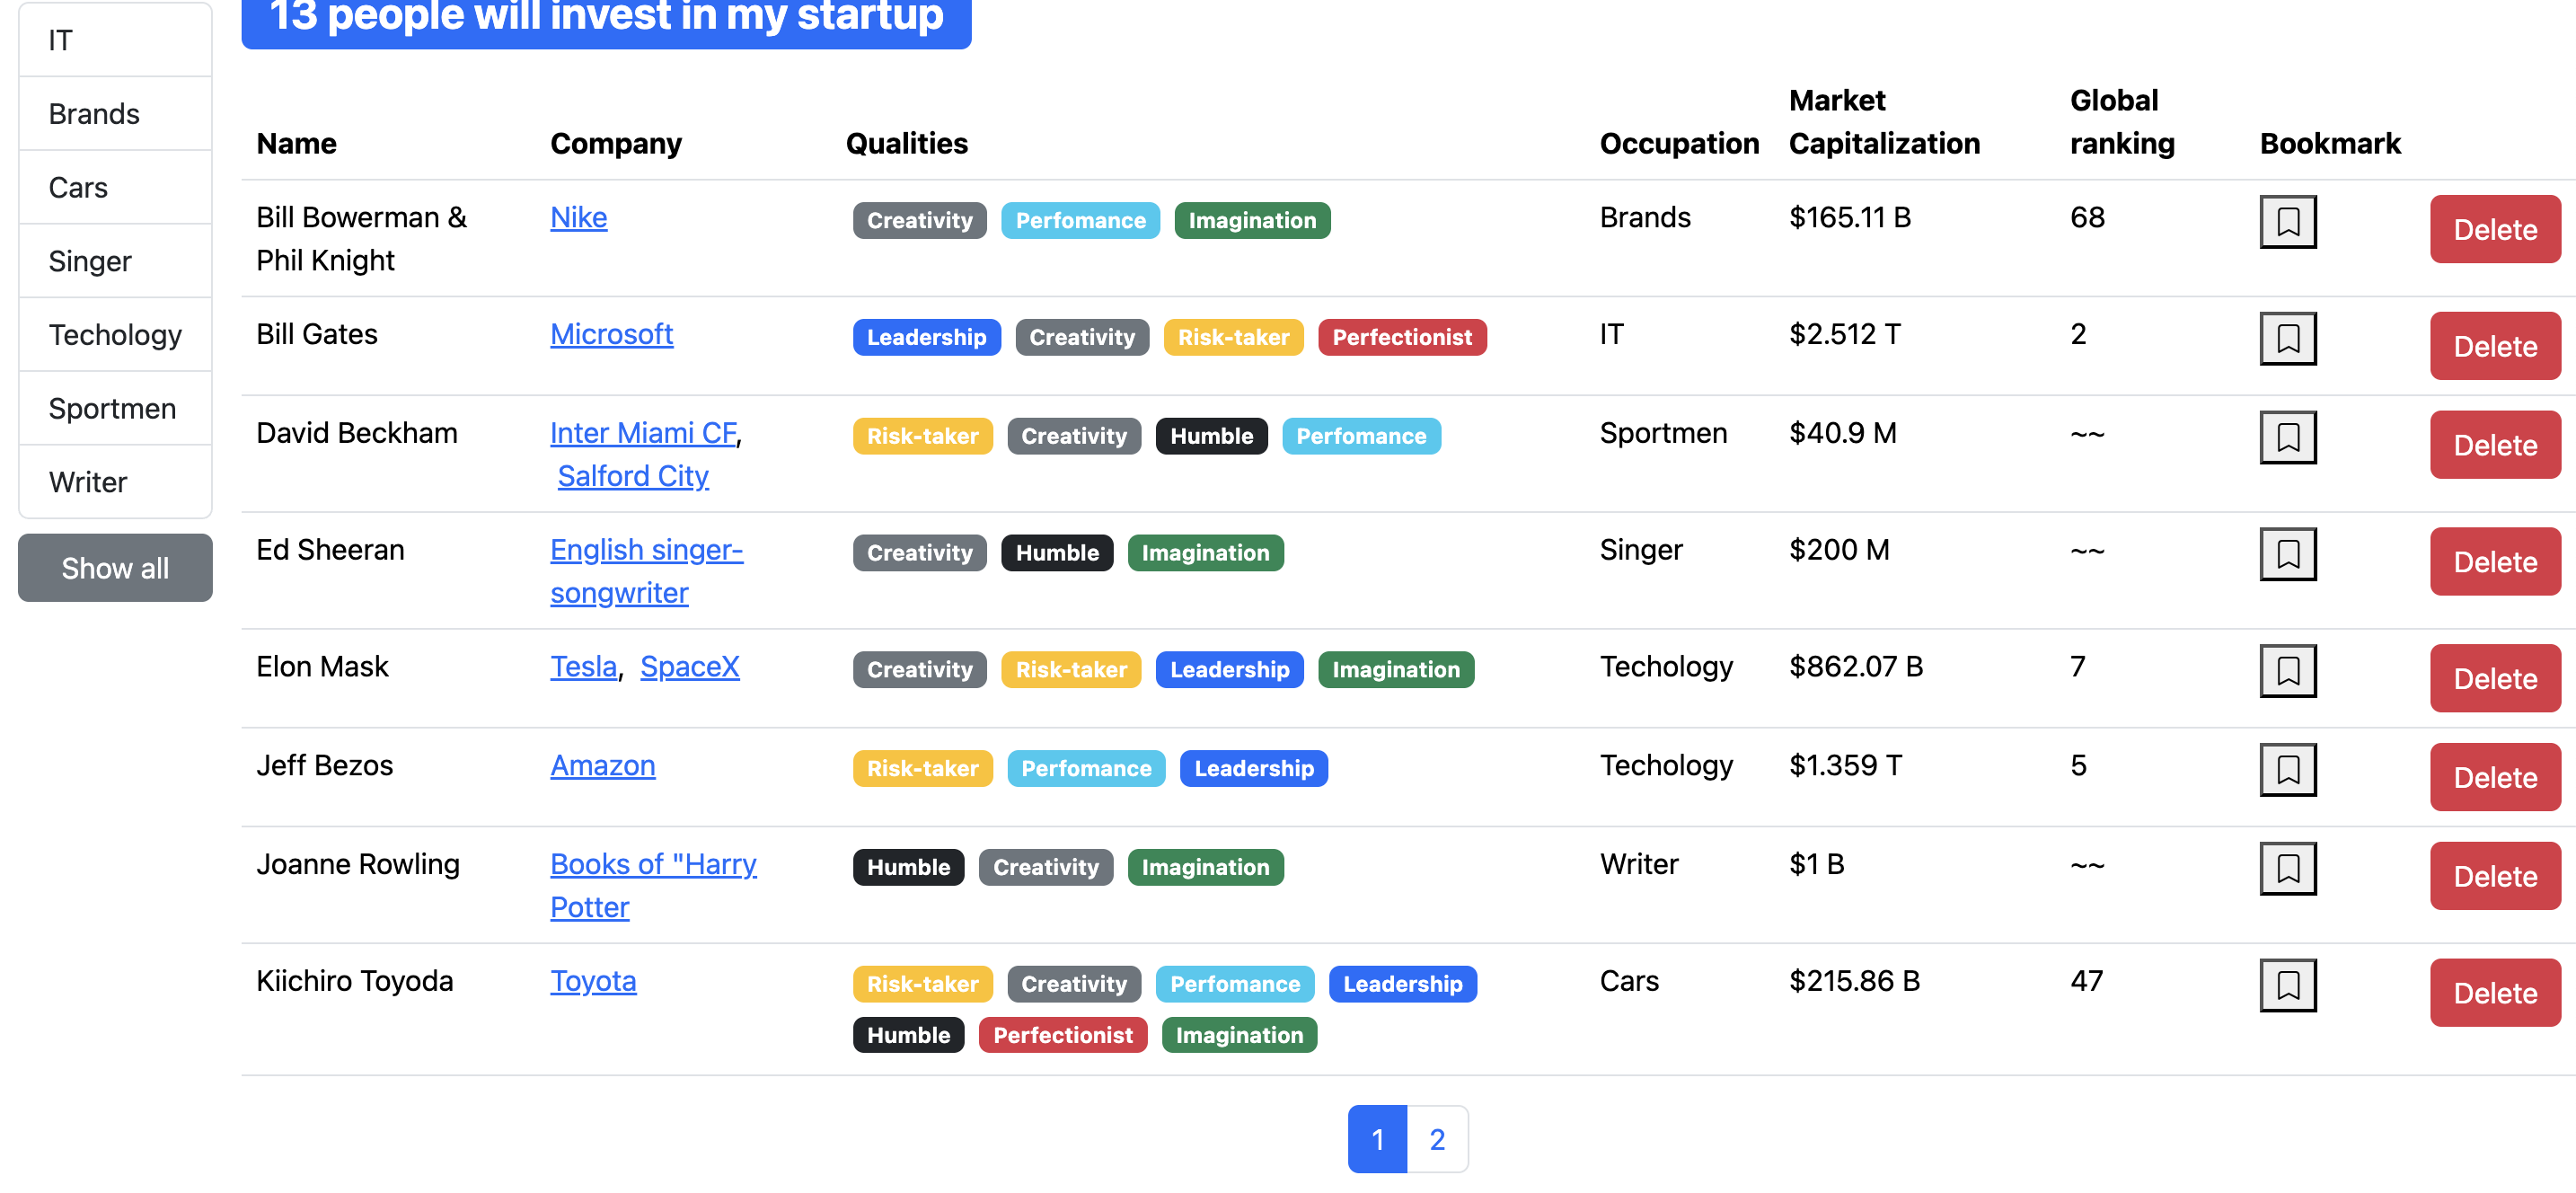 13 people will invest in my startup
IT
Brands
Cars
Singer
Techology
Sportmen
Writer
Show all
Name Company Qualities Occupation Market Capitalization Global ranking Bookmark
Bill Bowerman & Phil Knight Nike Creativity Perfomance Imagination Brands $165.11 B 68 Delete
Bill Gates Microsoft Leadership Creativity Risk-taker Perfectionist IT $2.512 T 2 Delete
David Beckham Inter Miami CF, Salford City Risk-taker Creativity Humble Perfomance Sportmen $40.9 M ~~ Delete
Ed Sheeran English singer-songwriter Creativity Humble Imagination Singer $200 M ~~ Delete
Elon Mask Tesla, SpaceX Creativity Risk-taker Leadership Imagination Techology $862.07 B 7 Delete
Jeff Bezos Amazon Risk-taker Perfomance Leadership Techology $1.359 T 5 Delete
Joanne Rowling Books of "Harry Potter Humble Creativity Imagination Writer $1 B ~~ Delete
Kiichiro Toyoda Toyota Risk-taker Creativity Perfomance Leadership Humble Perfectionist Imagination Cars $215.86 B 47 Delete
1 2